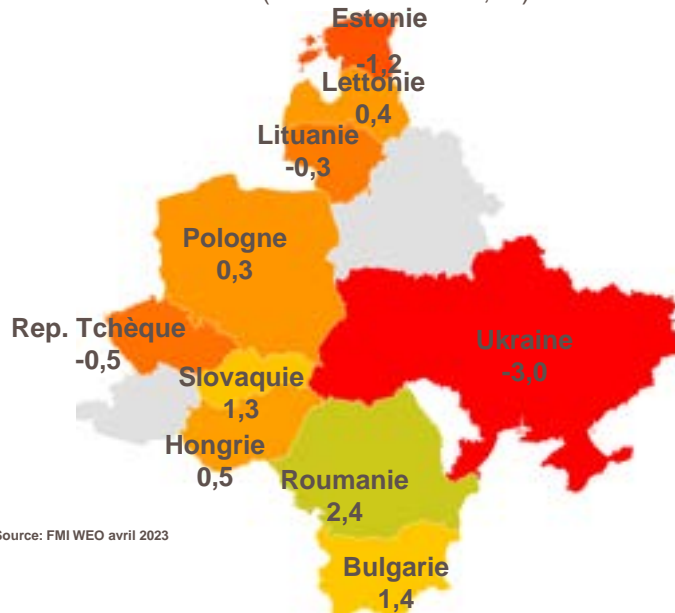 Estonie
-1,2
Lettonie
0,4
Lituanie
-0,3
Pologne
0,3
Rep. Tchèque
-0,5
Ukraine
-3,0
Slovaquie
1,3
Hongrie
0,5
Roumanie
2,4
Source: FMI WEO avril 2023
Bulgarie
1,4